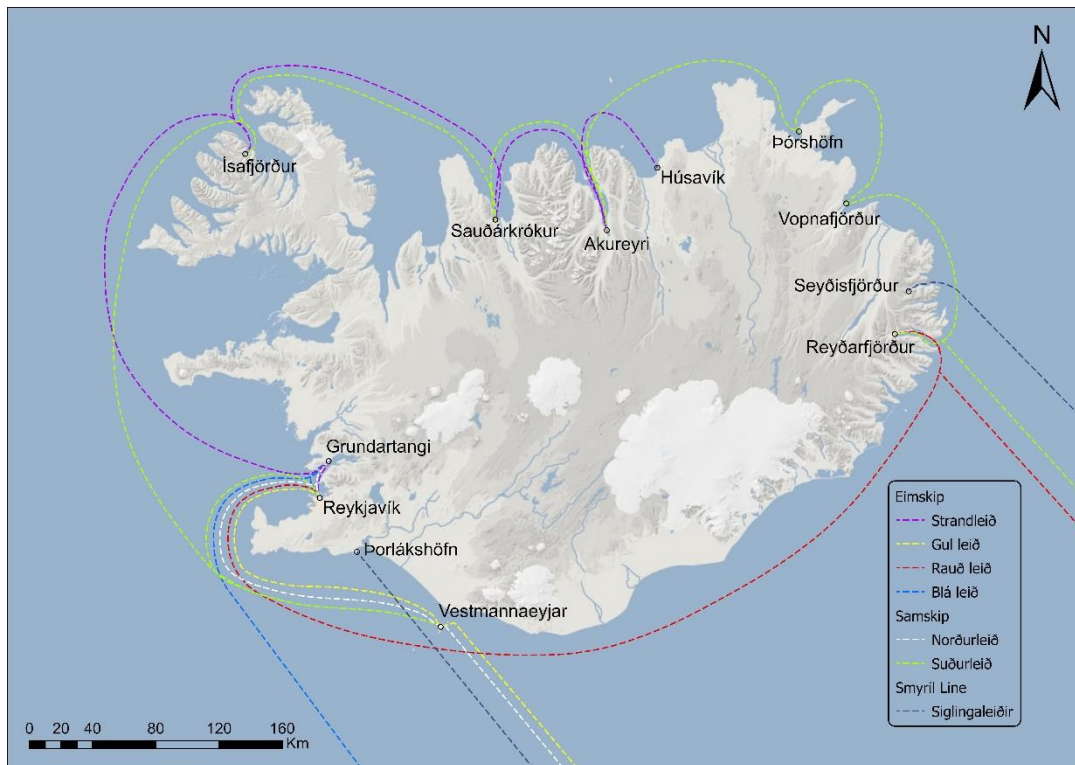 N
Ísafjörður
Sauðárkrókur
Akureyri
Húsavík
Þórshöfn
Vopnafjörður
Seyðisfjörður
Reyðarfjörður
Grundartangi
Reykjavík
Þorlákshöfn
Vestmannaeyjar
Eimskip
Strandleið
Gul leið
Rauð leið
Blá leið
Samskip
Norðurleið
Suðurleið
Smyril Line
Siglingaleiðir
0 20 40 80 120 160
Km